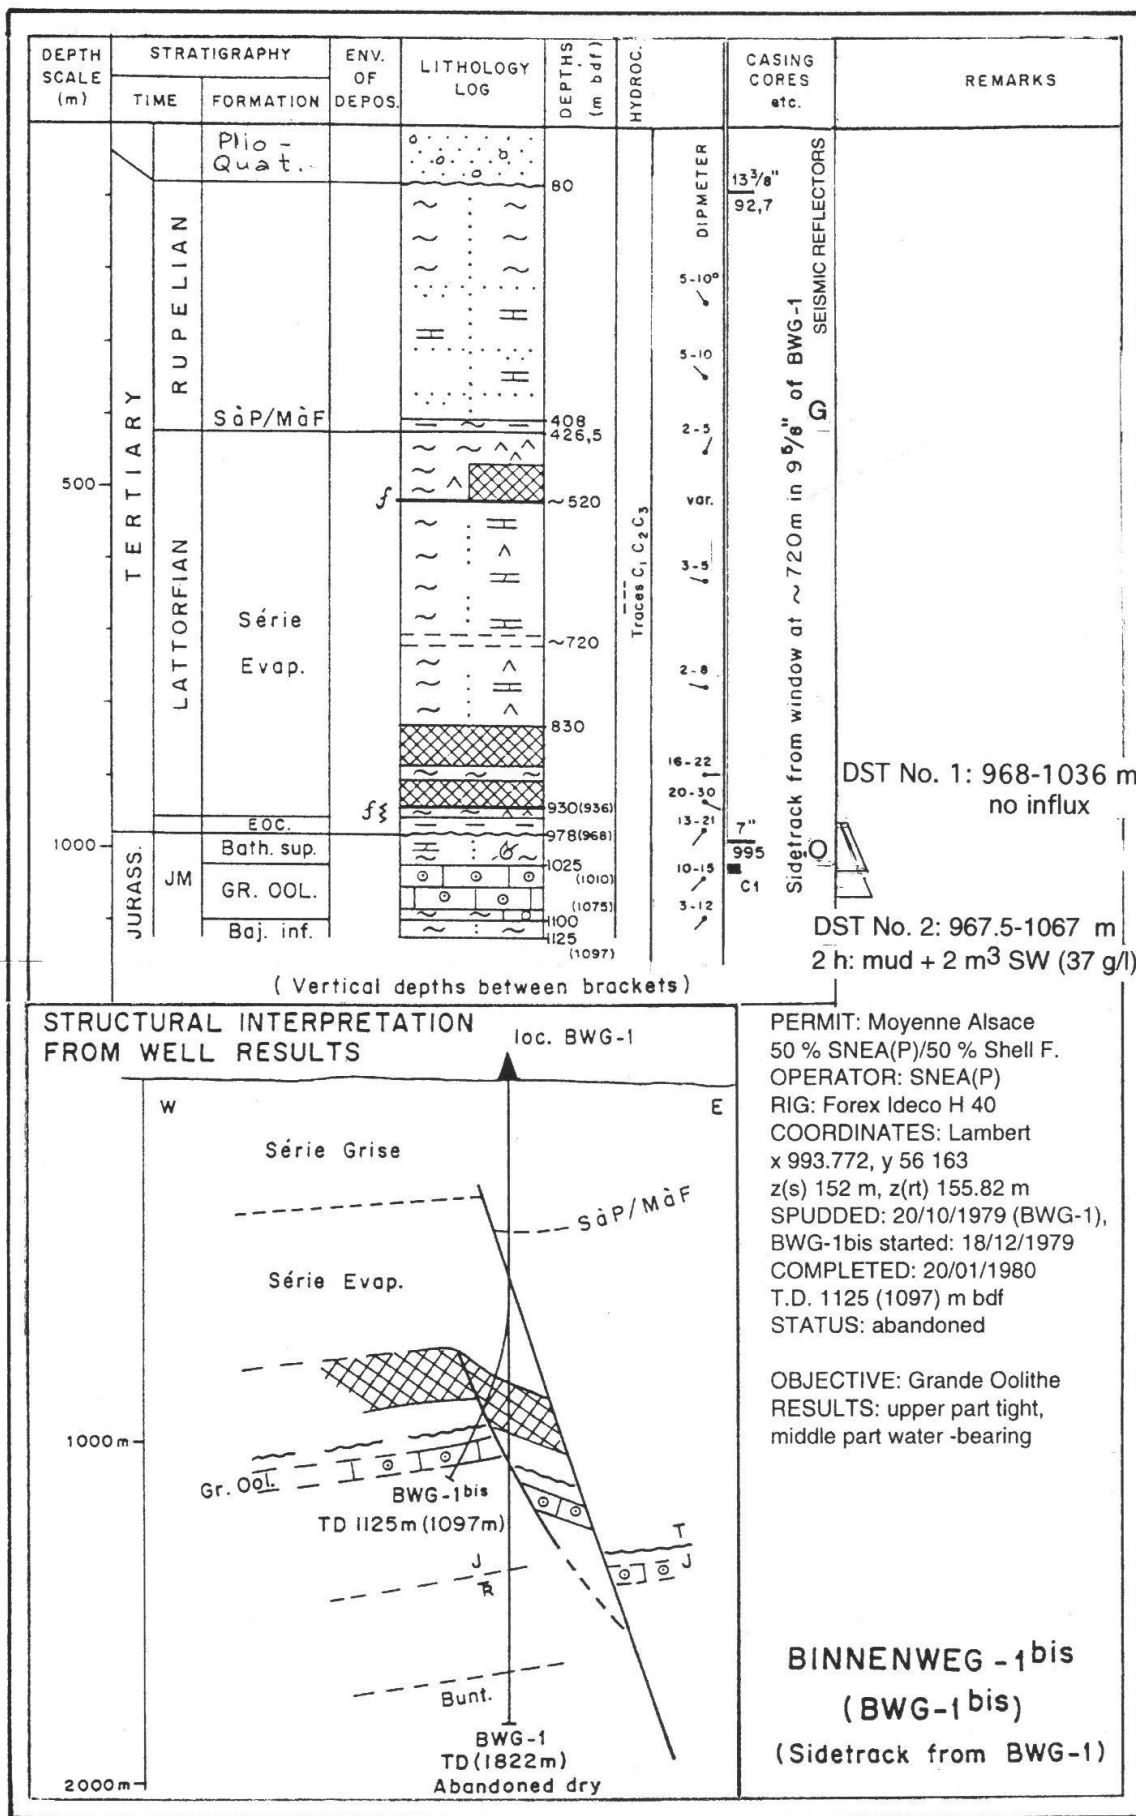 DEPTH SCALE (m)
STRATIGRAPHY
TIME
FORMATION
ENV. OF DEPOS.
LITHOLOGY LOG
DEPTHS (m bdf)
HYDROC.
CASING CORES etc.
REMARKS
Plio -
Quat.
80
13 3/8"
92,7
DIPMETER
SEISMIC REFLECTORS
TERTIARY
RUPELIAN
5-10°
5-10
SàP/MàF
408
426,5
2-5
G
500
f
~520
var.
Traces C1 C2 C3
3-5
LATTORFIAN
Série
Evap.
~720
2-8
Sidetrack from window at ~720m in 9 5/8" of BWG-1
830
16-22
DST No. 1: 968-1036 m
no influx
20-30
f
930(936)
EOC.
13-21
7"
995
1000
978(968)
Bath. sup.
O
JURASS.
JM
1025
(1010)
10-15
C1
GR. OOL.
(1075)
3-12
1100
Baj. inf.
1125
(1097)
DST No. 2: 967.5-1067 m
2 h: mud + 2 m³ SW (37 g/l)
(Vertical depths between brackets)
STRUCTURAL INTERPRETATION
FROM WELL RESULTS
loc. BWG-1
W
E
Série Grise
SàP/MàF
Série Evap.
1000m
Gr. Ool.
BWG-1bis
TD 1125m(1097m)
T
J
J
R
Bunt.
BWG-1
TD(1822m)
Abandoned dry
2000m
PERMIT: Moyenne Alsace
50 % SNEA(P)/50 % Shell F.
OPERATOR: SNEA(P)
RIG: Forex Ideco H 40
COORDINATES: Lambert
x 993.772, y 56 163
z(s) 152 m, z(rt) 155.82 m
SPUDDED: 20/10/1979 (BWG-1),
BWG-1bis started: 18/12/1979
COMPLETED: 20/01/1980
T.D. 1125 (1097) m bdf
STATUS: abandoned
OBJECTIVE: Grande Oolithe
RESULTS: upper part tight,
middle part water -bearing
BINNENWEG - 1bis
(BWG-1bis)
(Sidetrack from BWG-1)